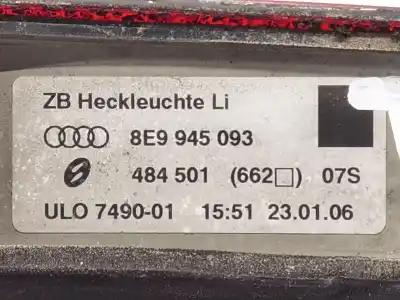 ZB Heckleuchte Li
8E9 945 093
484 501 (662□) 07S
ULO 7490-01 15:51 23.01.06